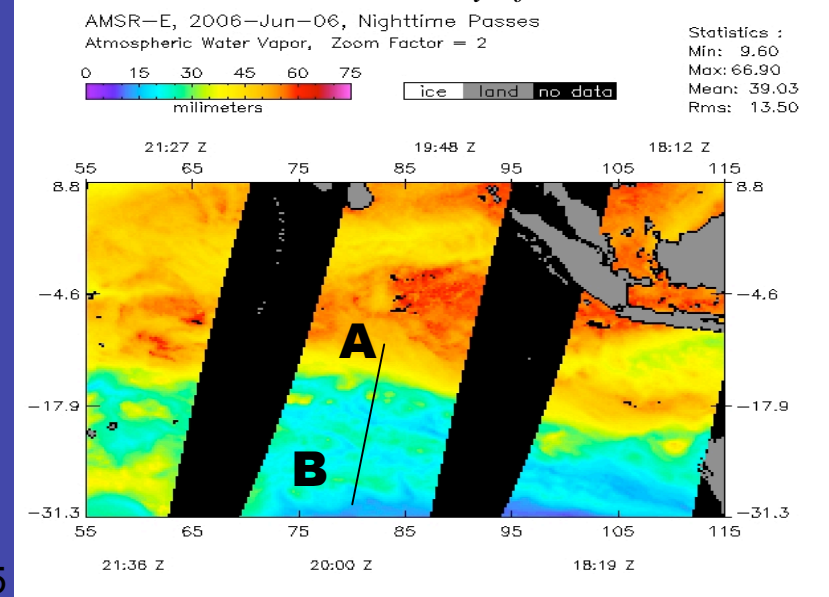 AMSR-E, 2006-Jun-06, Nighttime Passes
Atmospheric Water Vapor, Zoom Factor = 2
0 15 30 45 60 75
milimeters
ice land no data
Statistics :
Min: 9.60
Max: 66.90
Mean: 39.03
Rms: 13.50
21:27 Z 19:48 Z 18:12 Z
55 65 75 85 95 105 115
8.8 8.8
-4.6 -4.6
A
-17.9 -17.9
B
-31.3 -31.3
55 65 75 85 95 105 115
21:36 Z 20:00 Z 18:19 Z